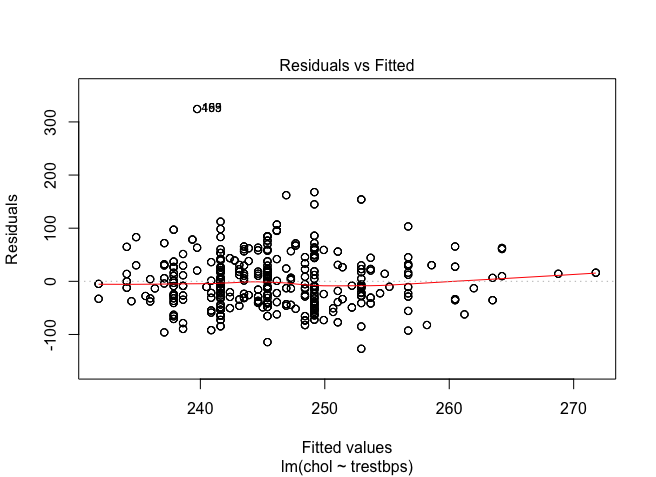 Residuals vs Fitted
300
200
100
0
-100
Residuals
240
250
260
270
Fitted values
lm(chol ~ trestbps)